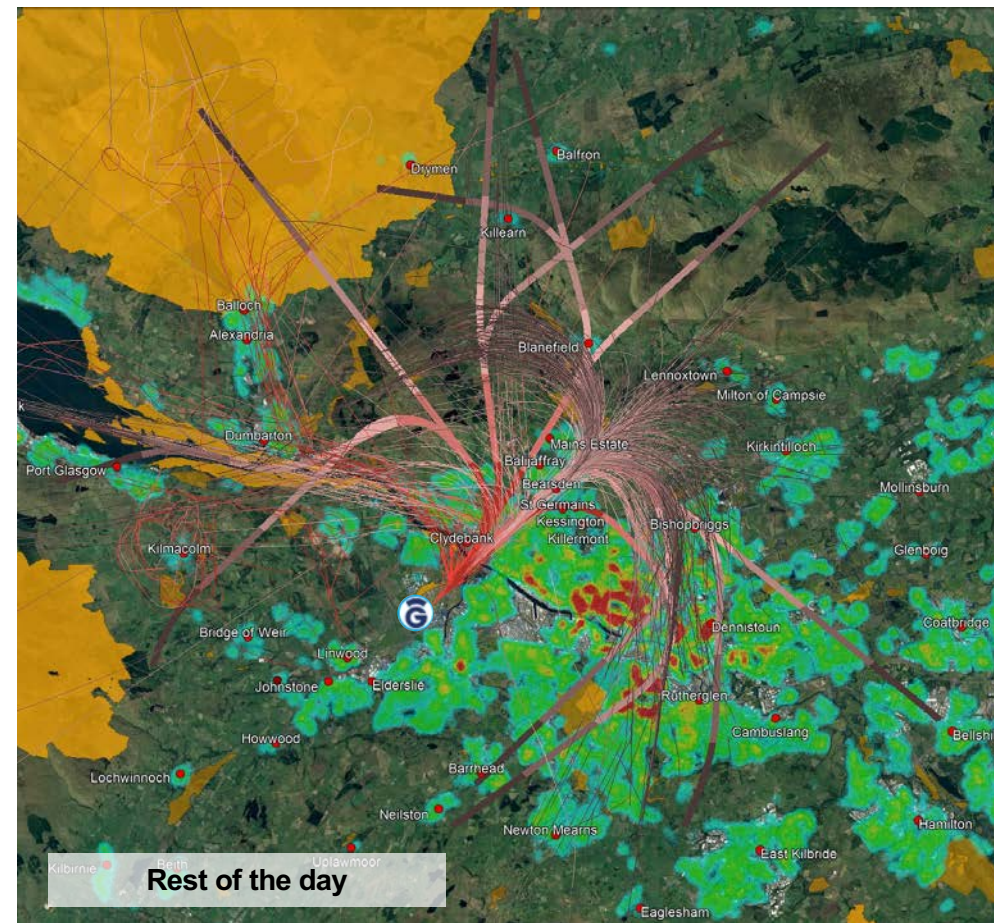 Balfron
Drymen
Killearn
Balloch
Alexandria
Blanefield
Lennoxtown
Milton of Campsie
k
Dumbarton
Mains Estate
Kirkintilloch
Port Glasgow
Baljaffray
Bearsden
Mollinsburn
St Germains
Kessington
Bishopbriggs
Clydebank
Killermont
Kilmacolm
Glenboig
G
Bridge of Weir
Dennistoun
Coatbridge
Linwood
Johnstone
Elderslie
Rutherglen
Cambuslang
Bellshi
Howwood
Barrhead
Lochwinnoch
Neilston
Newton Mearns
Hamilton
East Kilbride
Uplawmoor
Kilbirnie
Beith
Rest of the day
Eaglesham